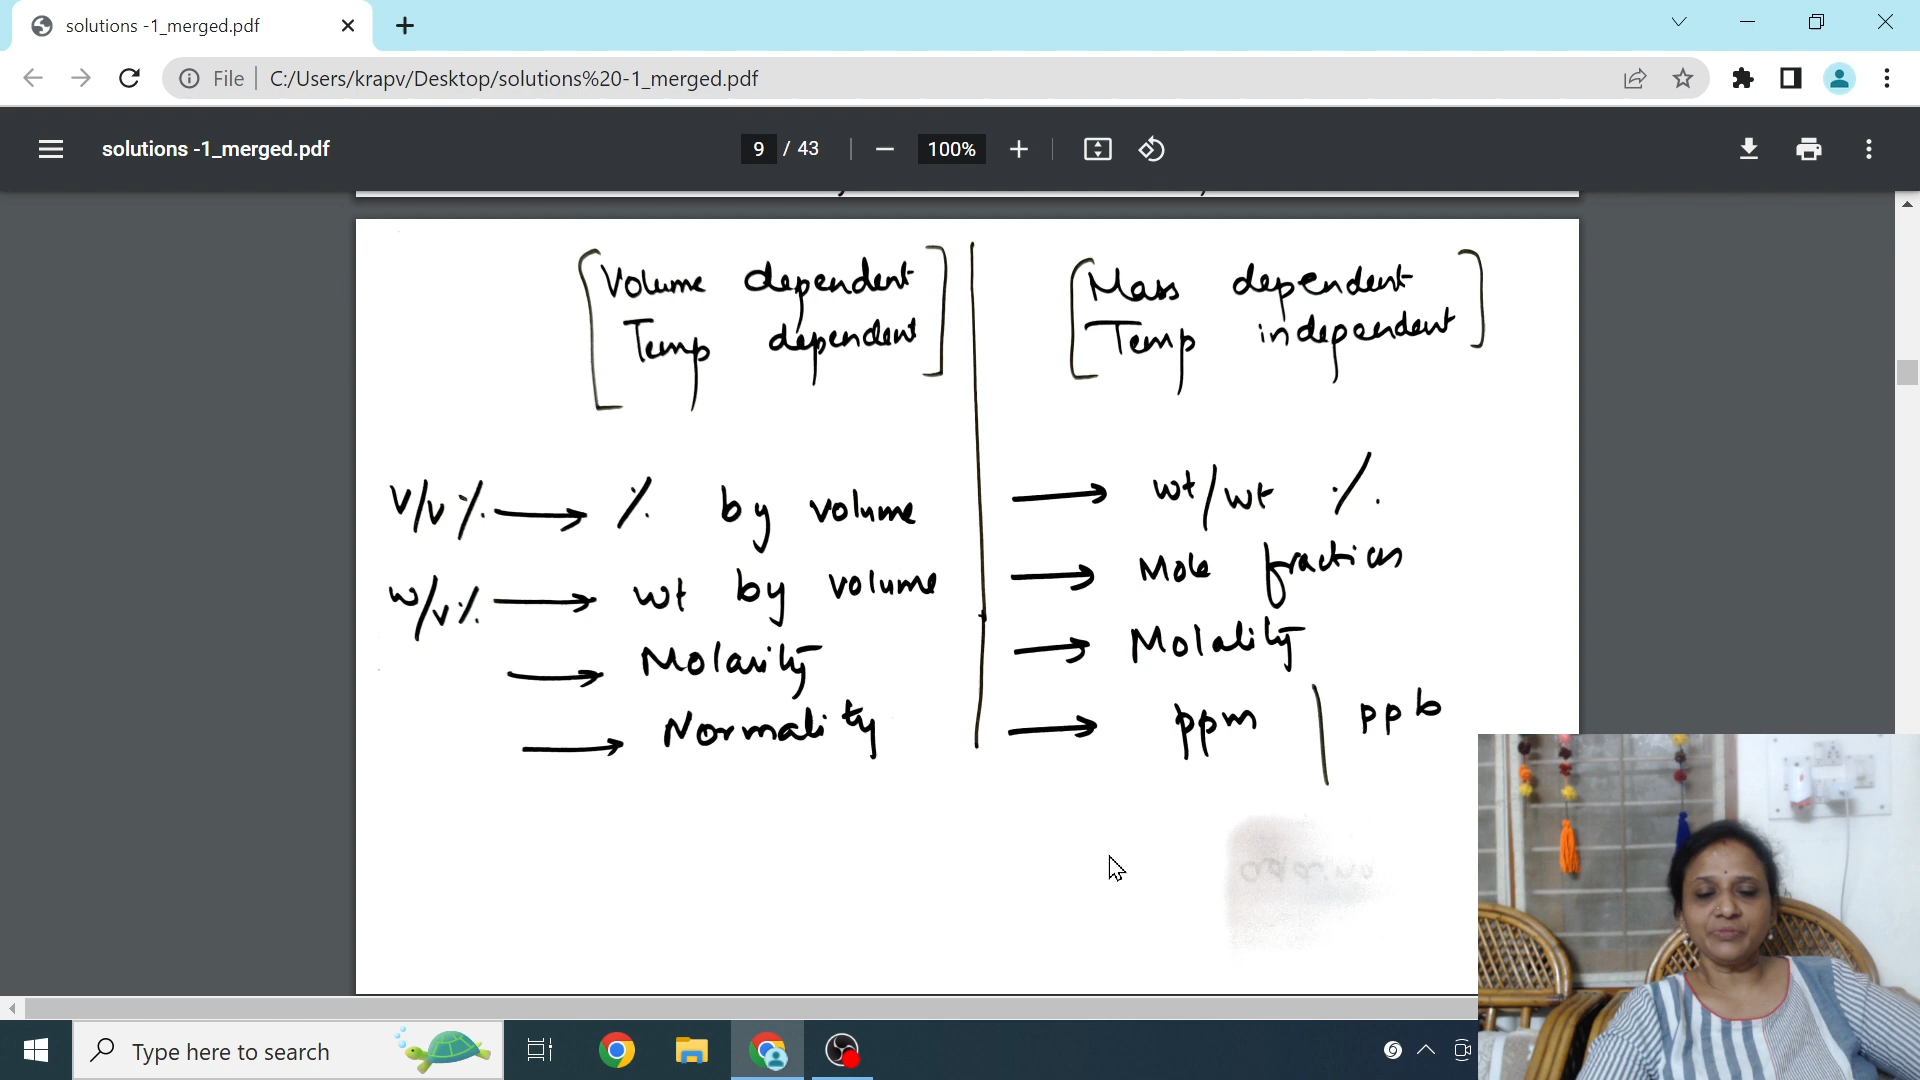 solutions -1_merged.pdf
File C:/Users/krapv/Desktop/solutions%20-1_merged.pdf
solutions -1_merged.pdf
9 / 43
100%
Volume dependent
Temp dependent
Mass dependent
Temp independent
V/V % → % by volume
W/V % → wt by volume
→ Molarity
→ Normality
→ wt/wt %.
→ Mole fraction
→ Molality
→ ppm | ppb
Type here to search